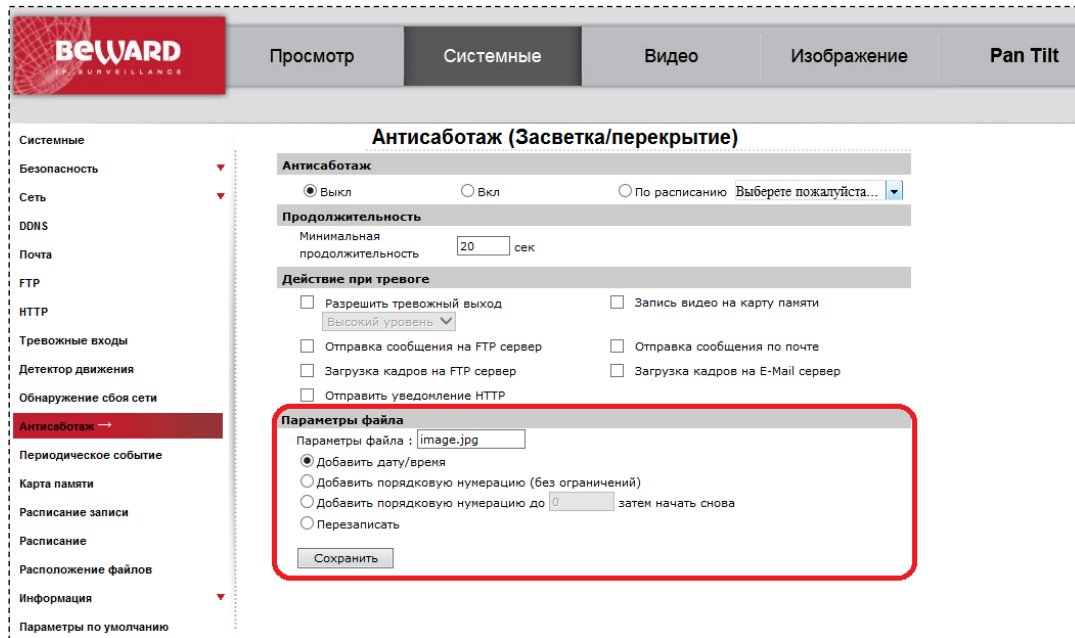 BEWARD
IP SURVEILLANCE
Просмотр
Системные
Видео
Изображение
Pan Tilt
Системные
Безопасность
Сеть
DDNS
Почта
FTP
HTTP
Тревожные входы
Детектор движения
Обнаружение сбоя сети
Антисаботаж →
Периодическое событие
Карта памяти
Расписание записи
Расписание
Расположение файлов
Информация
Параметры по умолчанию
Антисаботаж (Засветка/перекрытие)
Антисаботаж
Выкл
Вкл
По расписанию Выберете пожалуйста...
Продолжительность
Минимальная
продолжительность 20 сек
Действие при тревоге
Разрешить тревожный выход
Запись видео на карту памяти
Высокий уровень
Отправка сообщения на FTP сервер
Отправка сообщения по почте
Загрузка кадров на FTP сервер
Загрузка кадров на E-Mail сервер
Отправить уведомление HTTP
Параметры файла
Параметры файла : image.jpg
Добавить дату/время
Добавить порядковую нумерацию (без ограничений)
Добавить порядковую нумерацию до 0 затем начать снова
Перезаписать
Сохранить